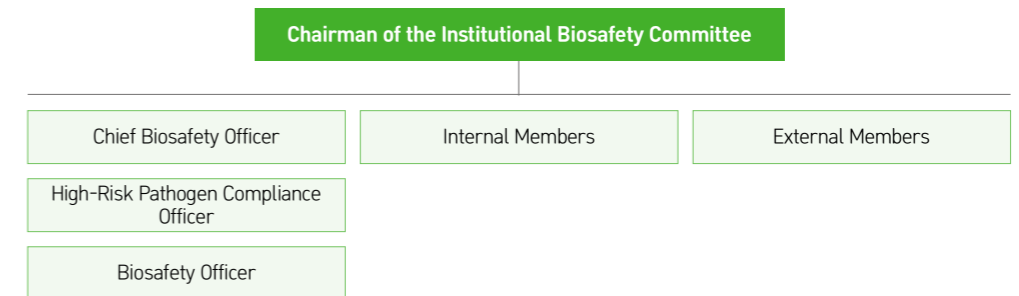 Chairman of the Institutional Biosafety Committee
Chief Biosafety Officer
Internal Members
External Members
High-Risk Pathogen Compliance
Officer
Biosafety Officer